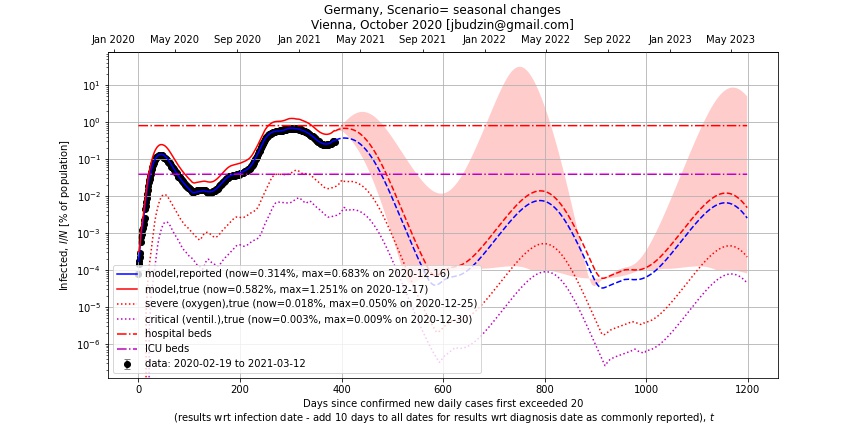 Germany, Scenario= seasonal changes
Vienna, October 2020 [jbudzin@gmail.com]
Jan 2020 May 2020 Sep 2020 Jan 2021 May 2021 Sep 2021 Jan 2022 May 2022 Sep 2022 Jan 2023 May 2023
Infected, I/N [% of population]
10¹
10⁰
10⁻¹
10⁻²
10⁻³
10⁻⁴
10⁻⁵
10⁻⁶
model,reported (now=0.314%, max=0.683% on 2020-12-16)
model,true (now=0.582%, max=1.251% on 2020-12-17)
severe (oxygen),true (now=0.018%, max=0.050% on 2020-12-25)
critical (ventil.),true (now=0.003%, max=0.009% on 2020-12-30)
hospital beds
ICU beds
data: 2020-02-19 to 2021-03-12
0 200 400 600 800 1000 1200
Days since confirmed new daily cases first exceeded 20
(results wrt infection date - add 10 days to all dates for results wrt diagnosis date as commonly reported), t